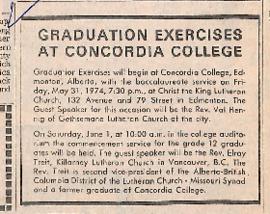 GRADUATION EXERCISES
AT CONCORDIA COLLEGE
Graduation Exercises will begin at Concordia College, Ed-
monton, Alberta, with the baccalaureate service on Fri-
day, May 31, 1974, 7:30 p.m., at Christ the King Lutheran
Church, 132 Avenue and 79 Street in Edmonton. The
Guest Speaker for this occasion will be the Rev. Val Hen-
nig of Gethsemane Lutheran Church of the city.
On Saturday, June 1, at 10:00 a.m. in the college audito-
rium the commencement service for the grade 12 gradu-
ates will be held. The guest speaker will be the Rev. Elroy
Treit, Killarney Lutheran Church in Vancouver, B.C. The
Rev. Treit is second vice-president of the Alberta-British
Columbia District of the Lutheran Church - Missouri Synod
and a former graduate of Concordia College.